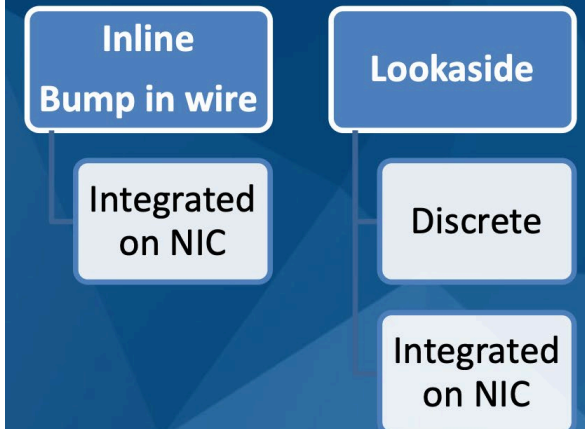 Inline
Bump in wire
Integrated
on NIC
Lookaside
Discrete
Integrated
on NIC